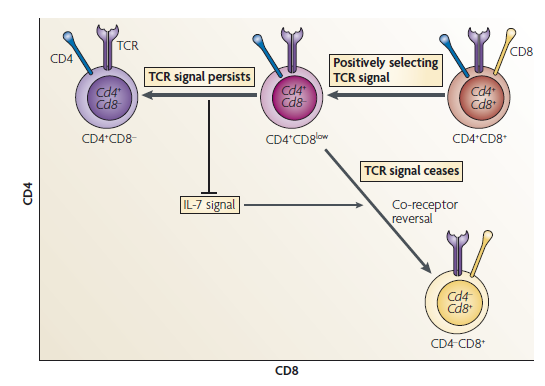 CD4
TCR
CD8
TCR signal persists
Positively selecting
TCR signal
Cd4⁺
Cd8⁻
Cd4⁺
Cd8⁻
Cd4⁺
Cd8⁺
CD4⁺CD8⁻
CD4⁺CD8ˡᵒʷ
CD4⁺CD8⁺
TCR signal ceases
IL-7 signal
Co-receptor
reversal
CD4
Cd4⁻
Cd8⁺
CD4⁻CD8⁺
CD8